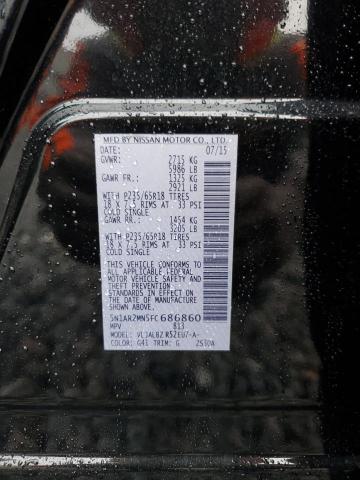 MFD BY NISSAN MOTOR CO., LTD.
DATE: 07/15
GVWR: 2715 KG
5986 LB
GAWR FR: 1325 KG
2921 LB
WITH P235/65R18 TIRES
18 X 7.5 RIMS AT 33 PSI
COLD SINGLE
GAWR RR: 1454 KG
3205 LB
WITH P235/65R18 TIRES
18 X 7.5 RIMS AT 33 PSI
COLD SINGLE
THIS VEHICLE CONFORMS TO ALL
APPLICABLE FEDERAL MOTOR
VEHICLE SAFETY, BUMPER,
AND THEFT PREVENTION
STANDARDS IN EFFECT ON THE
DATE OF MANUFACTURE
SHOWN ABOVE.
5N1AR2MN5FC686860
MPV 813
MODEL: R52EU7-A-
COLOR: G41 TRIM: G 2530A